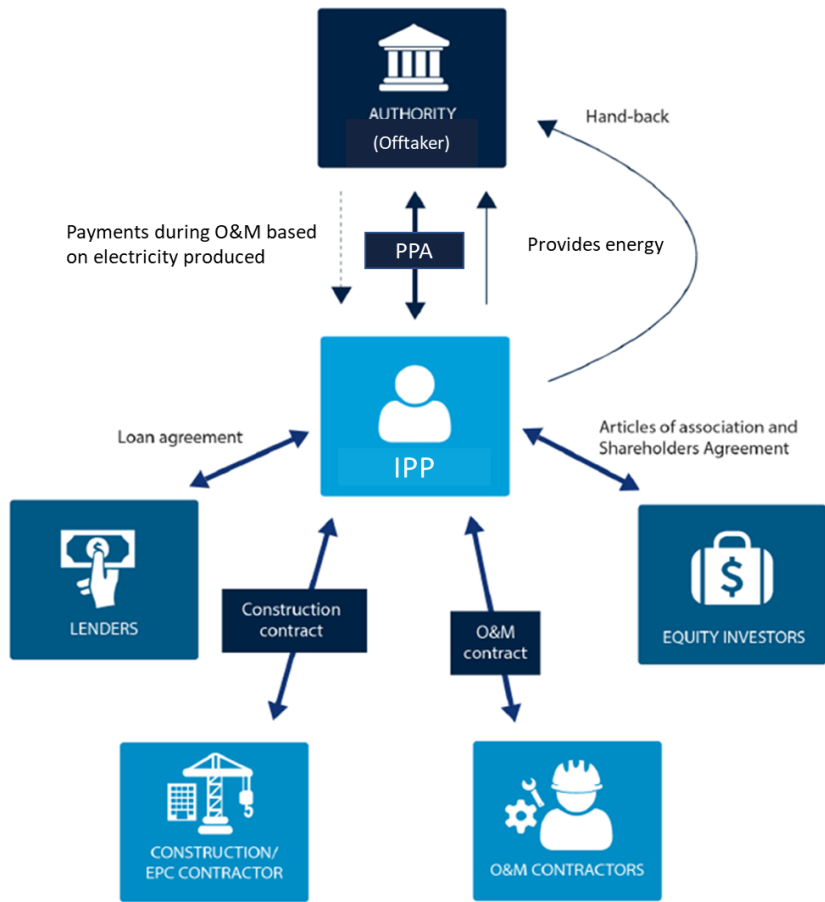 AUTHORITY
(Offtaker)
Hand-back
Payments during O&M based
on electricity produced
PPA
Provides energy
IPP
Loan agreement
Articles of association and
Shareholders Agreement
LENDERS
Construction
contract
O&M
contract
EQUITY INVESTORS
CONSTRUCTION/
EPC CONTRACTOR
O&M CONTRACTORS